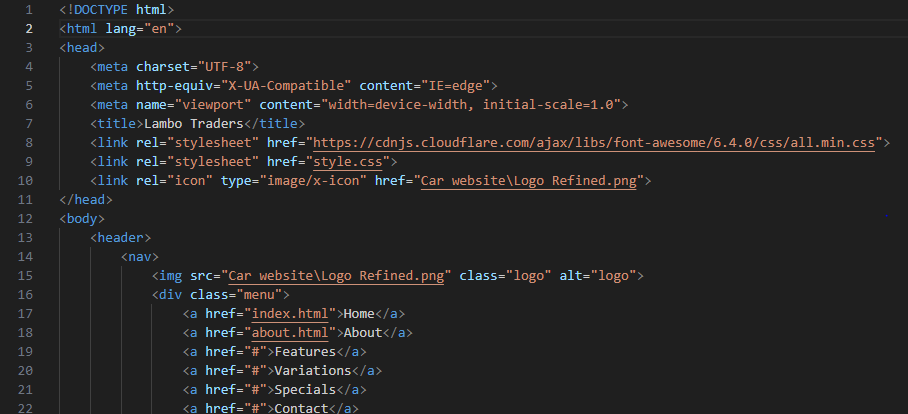 1 <!DOCTYPE html>
2 <html lang="en">
3 <head>
4 <meta charset="UTF-8">
5 <meta http-equiv="X-UA-Compatible" content="IE=edge">
6 <meta name="viewport" content="width=device-width, initial-scale=1.0">
7 <title>Lambo Traders</title>
8 <link rel="stylesheet" href="https://cdnjs.cloudflare.com/ajax/libs/font-awesome/6.4.0/css/all.min.css">
9 <link rel="stylesheet" href="style.css">
10 <link rel="icon" type="image/x-icon" href="Car website\Logo Refined.png">
11 </head>
12 <body>
13 <header>
14 <nav>
15 <img src="Car website\Logo Refined.png" class="logo" alt="logo">
16 <div class="menu">
17 <a href="index.html">Home</a>
18 <a href="about.html">About</a>
19 <a href="#">Features</a>
20 <a href="#">Variations</a>
21 <a href="#">Specials</a>
22 <a href="#">Contact</a>